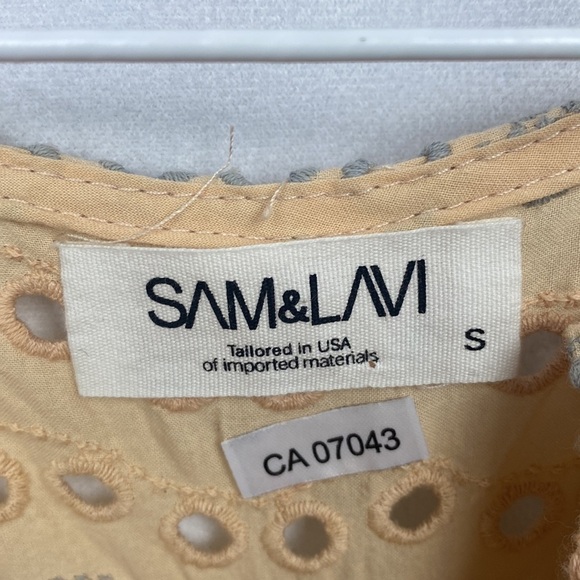 SAM&LAVI
Tailored in USA
of imported materials
S
CA 07043